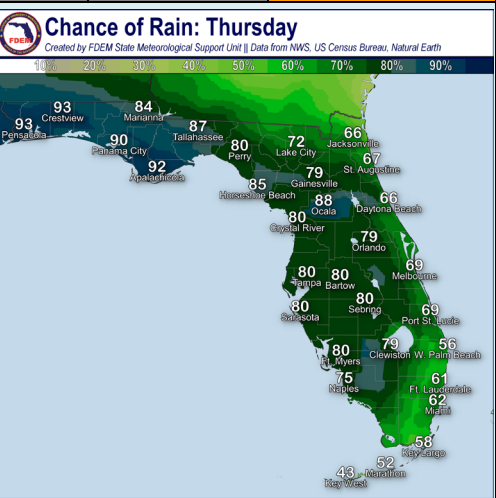 FDEM
Chance of Rain: Thursday
Created by FDEM State Meteorological Support Unit || Data from NWS, US Census Bureau, Natural Earth
10% 20% 30% 40% 50% 60% 70% 80% 90%
93
Crestview
84
Marianna
93
Pensacola
87
Tallahassee
90
Panama City
80
Perry
72
Lake City
66
Jacksonville
92
Apalachicola
67
St. Augustine
79
Gainesville
85
Horseshoe Beach
88
Ocala
66
Daytona Beach
80
Crystal River
79
Orlando
80
Tampa
80
Bartow
69
Melbourne
80
Sarasota
80
Sebring
69
Port St. Lucie
80
Ft. Myers
79
Clewiston
56
W. Palm Beach
75
Naples
61
Ft. Lauderdale
62
Miami
58
Key Largo
52
Marathon
43
Key West